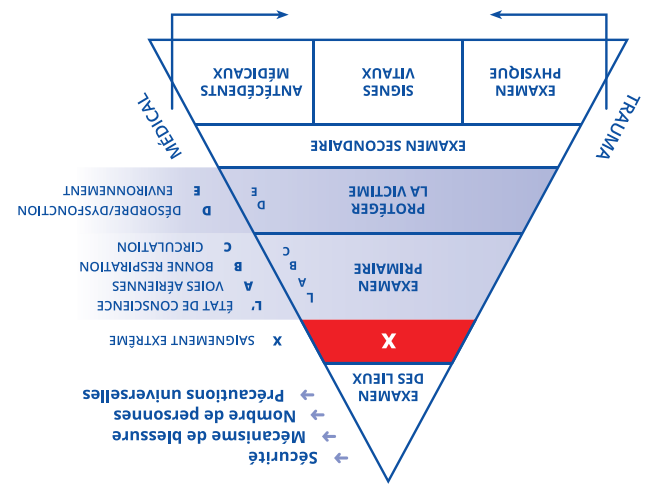 Sécurité
Mécanisme de blessure
Nombre de personnes
Précautions universelles
EXAMEN
DES LIEUX
X
X SAIGNEMENT EXTRÊME
EXAMEN
PRIMAIRE
L
A
B
C
L' ÉTAT DE CONSCIENCE
A VOIES AÉRIENNES
B BONNE RESPIRATION
C CIRCULATION
PROTÉGER
LA VICTIME
D
E
D DÉSORDRE/DYSFONCTION
E ENVIRONNEMENT
EXAMEN SECONDAIRE
TRAUMA
MÉDICAL
EXAMEN
PHYSIQUE
SIGNES
VITAUX
ANTÉCÉDENTS
MÉDICAUX